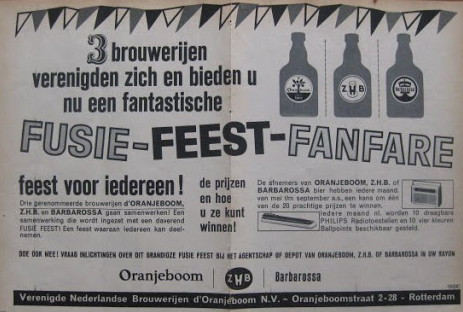 3 brouwerijen
verenigden zich en bieden u
nu een fantastische
FUSIE-FEEST-FANFARE
Oranjeboom
ZHB
feest voor iedereen!
Drie gerenommeerde brouwerijen d'ORANJEBOOM,
Z.H.B. en BARBAROSSA gaan samenwerken! Een
samenwerking die wordt ingezet met een daverend
FUSIE FEEST! Een feest waaraan iedereen kan deel-
nemen.
de prijzen
en hoe
u ze kunt
winnen!
De afnemers van ORANJEBOOM, Z.H.B. of
BARBAROSSA bier hebben iedere maand,
van mei t/m september a.s., een kans om één
van de 20 prachtige prijzen te winnen.
iedere maand nl. worden 10 draagbare
PHILIPS Radiotoestellen en 10 vier kleuren
Ballpoints beschikbaar gesteld.
DOE OOK MEE! VRAAG INLICHTINGEN OVER DIT GRANDIOZE FUSIE FEEST BIJ HET AGENTSCHAP OF DEPOT VAN ORANJEBOOM, Z.H.B. OF BARBAROSSA IN UW RAYON
Oranjeboom ZHB Barbarossa
Verenigde Nederlandse Brouwerijen d'Oranjeboom N.V. - Oranjeboomstraat 2-28 - Rotterdam